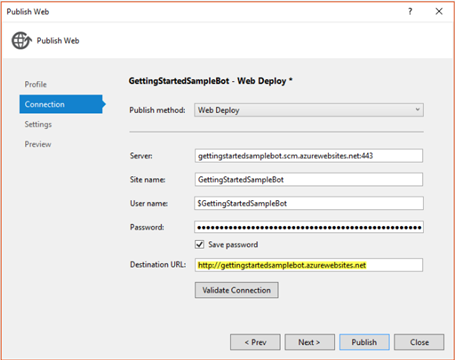 Publish Web
? ×
Publish Web
Profile
Connection
Settings
Preview
GettingStartedSampleBot - Web Deploy *
Publish method: Web Deploy
Server: gettingstartedsamplebot.scm.azurewebsites.net:443
Site name: GettingStartedSampleBot
User name: $GettingStartedSampleBot
Password: ••••••••••••••••••••••••••••••••••••••••••••••••••
Save password
Destination URL: http://gettingstartedsamplebot.azurewebsites.net
Validate Connection
< Prev Next > Publish Close